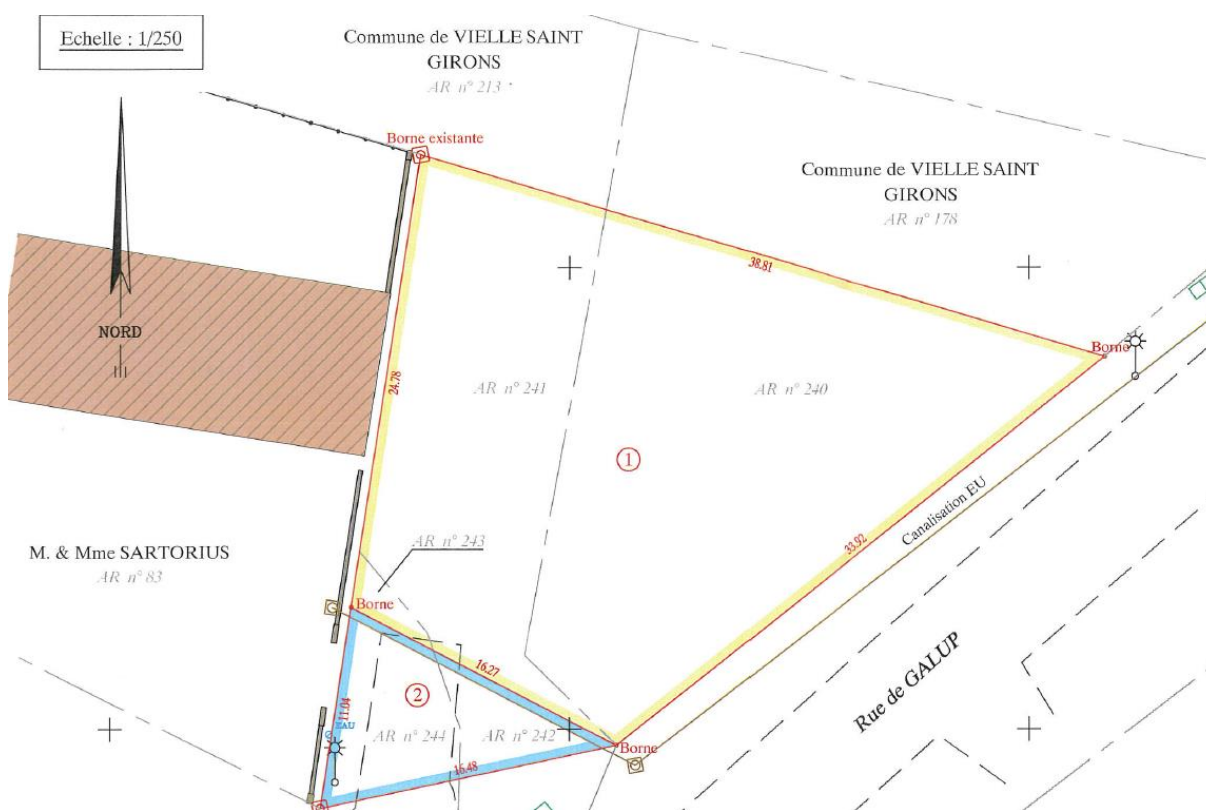 Echelle : 1/250
Commune de VIELLE SAINT
GIRONS
AR n° 213
Borne existante
Commune de VIELLE SAINT
GIRONS
AR n° 178
38.81
NORD
Borne
24.78
AR n° 241
AR n° 240
1
Canalisation EU
33.92
M. & Mme SARTORIUS
AR n° 83
AR n° 243
Borne
16.27
Rue de GALUP
2
11.04
EAU
AR n° 244
AR n° 242
Borne
16.48